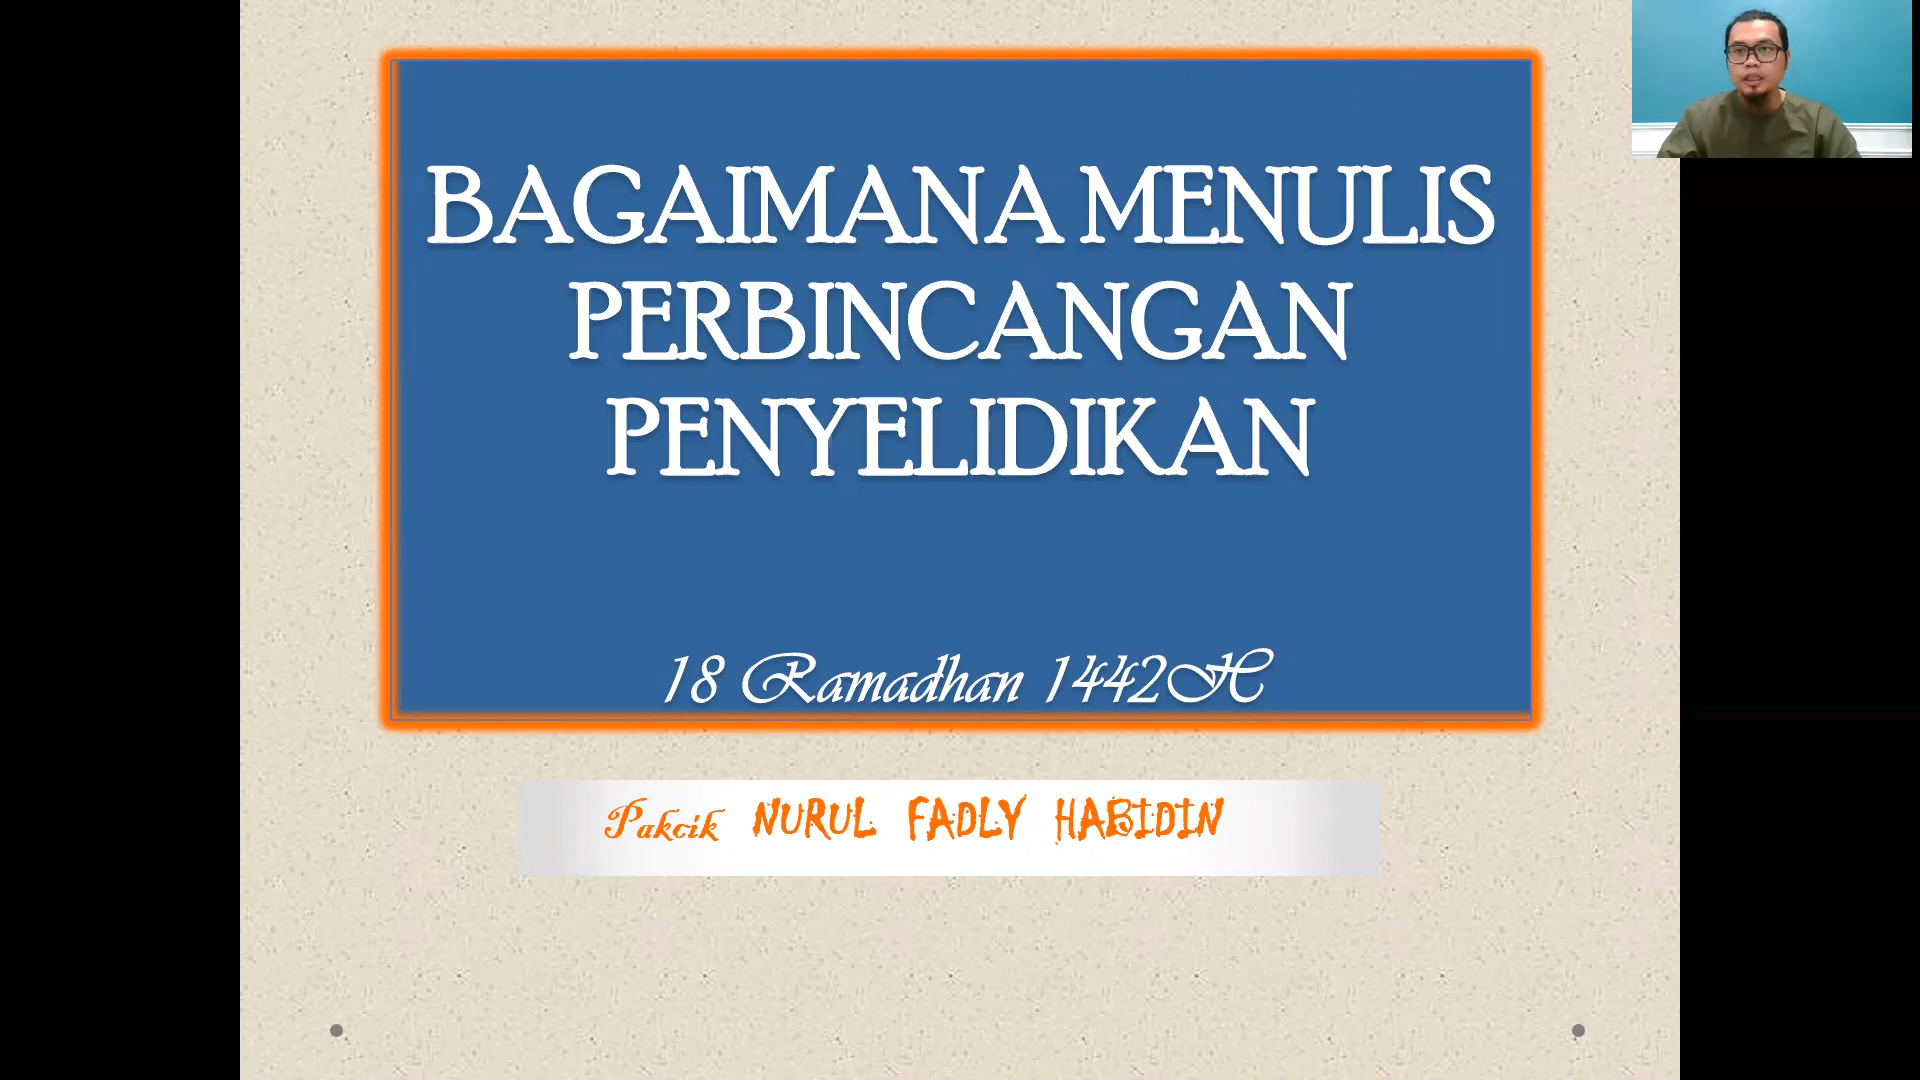 BAGAIMANA MENULIS
PERBINCANGAN
PENYELIDIKAN
18 Ramadhan 1442H
Pakcik NURUL FADLY HABIDIN